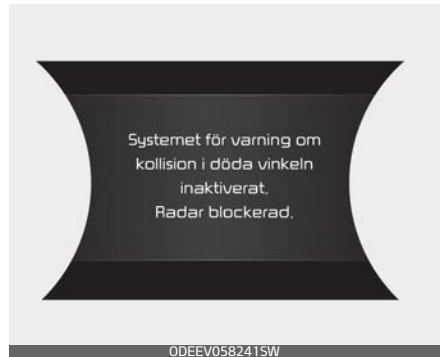 Systemet för varning om
kollision i döda vinkeln
inaktiverat.
Radar blockerad.
ODEEV058241SW